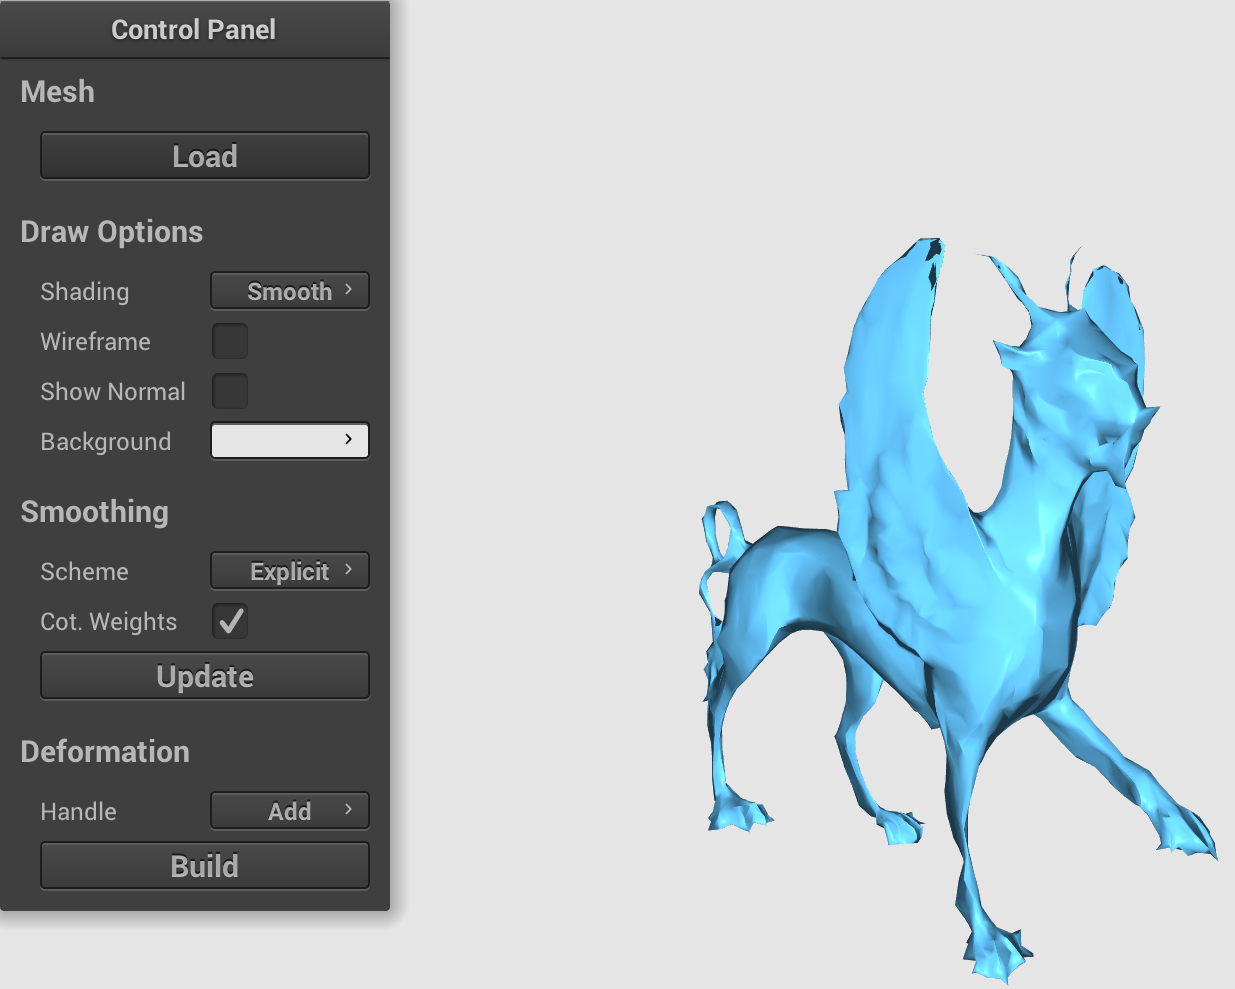 Control Panel
Mesh
Load
Draw Options
Shading Smooth
Wireframe
Show Normal
Background
Smoothing
Scheme Explicit
Cot. Weights
Update
Deformation
Handle Add
Build